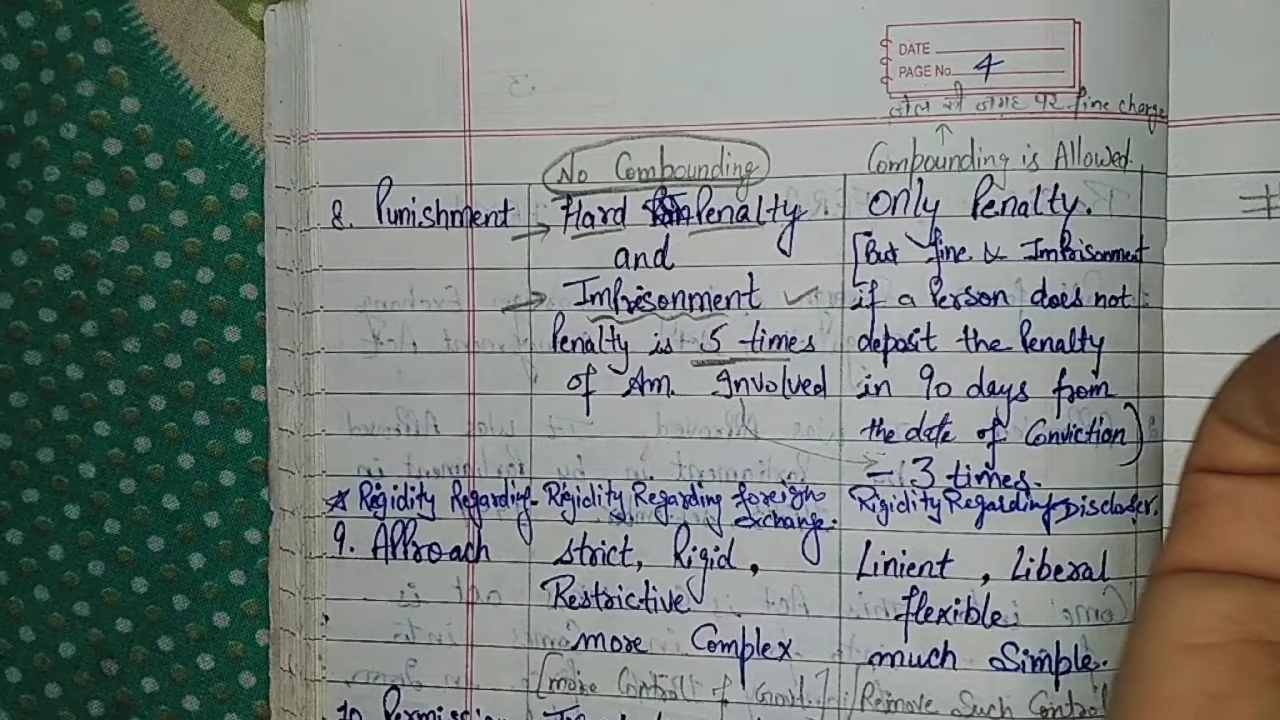 DATE
PAGE No. 4
जेल की जगह पर fine charge
No Compounding
Compounding is Allowed.
8. Punishment Hard Penalty. Only Penalty.
and [But fine & Imprisonment
Imprisonment if a Person does not
Penalty is 5 times deposit the Penalty
of Am. Involved in 90 days from
the date of Conviction)
- 3 times.
Rigidity Regarding- Rigidity Regarding foreign Rigidity Regarding Discloser.
exchange.
9. Approach Strict, Rigid, Linient, Liberal
Restrictive flexible
more Complex much Simple.
[more Control of Govt.] Remove Such Control